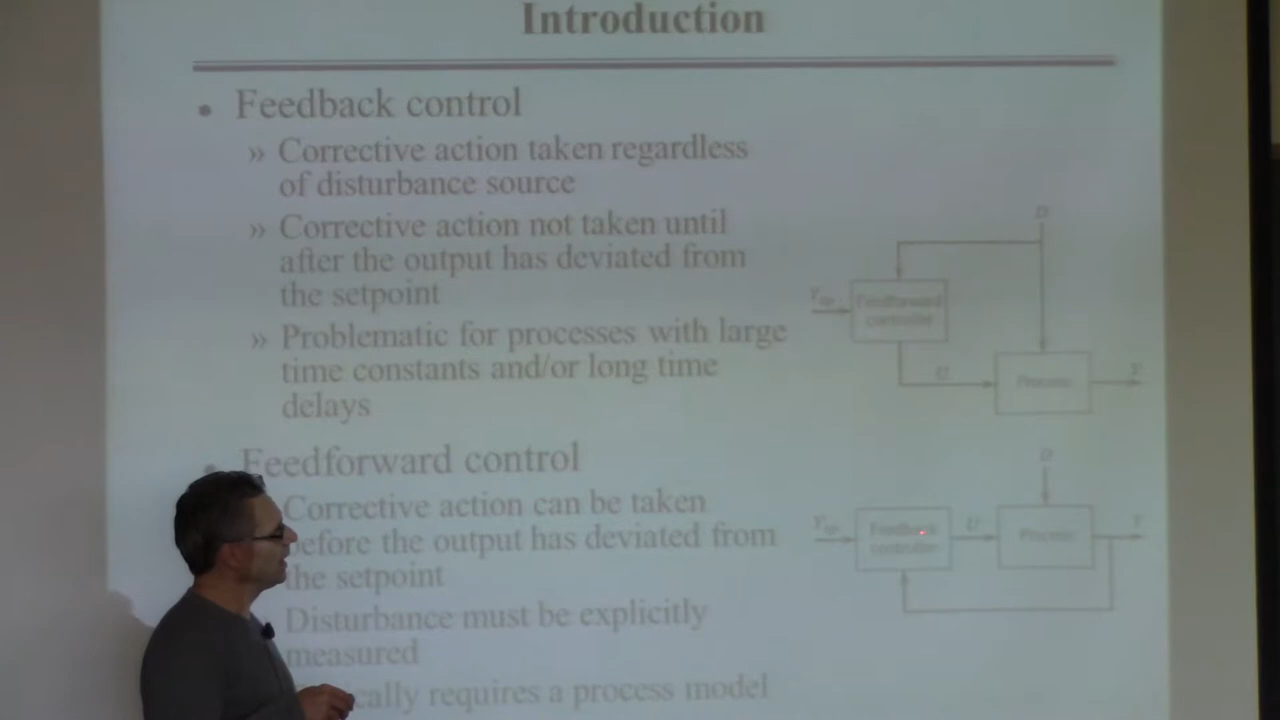 Introduction
• Feedback control
» Corrective action taken regardless
of disturbance source
» Corrective action not taken until
after the output has deviated from
the setpoint
» Problematic for processes with large
time constants and/or long time
delays
• Feedforward control
Corrective action can be taken
before the output has deviated from
the setpoint
Disturbance must be explicitly
measured
cally requires a process model
D
Ysp
Feedforward
controller
U
Process
Y
D
Ysp
Feedback
controller
U
Process
Y